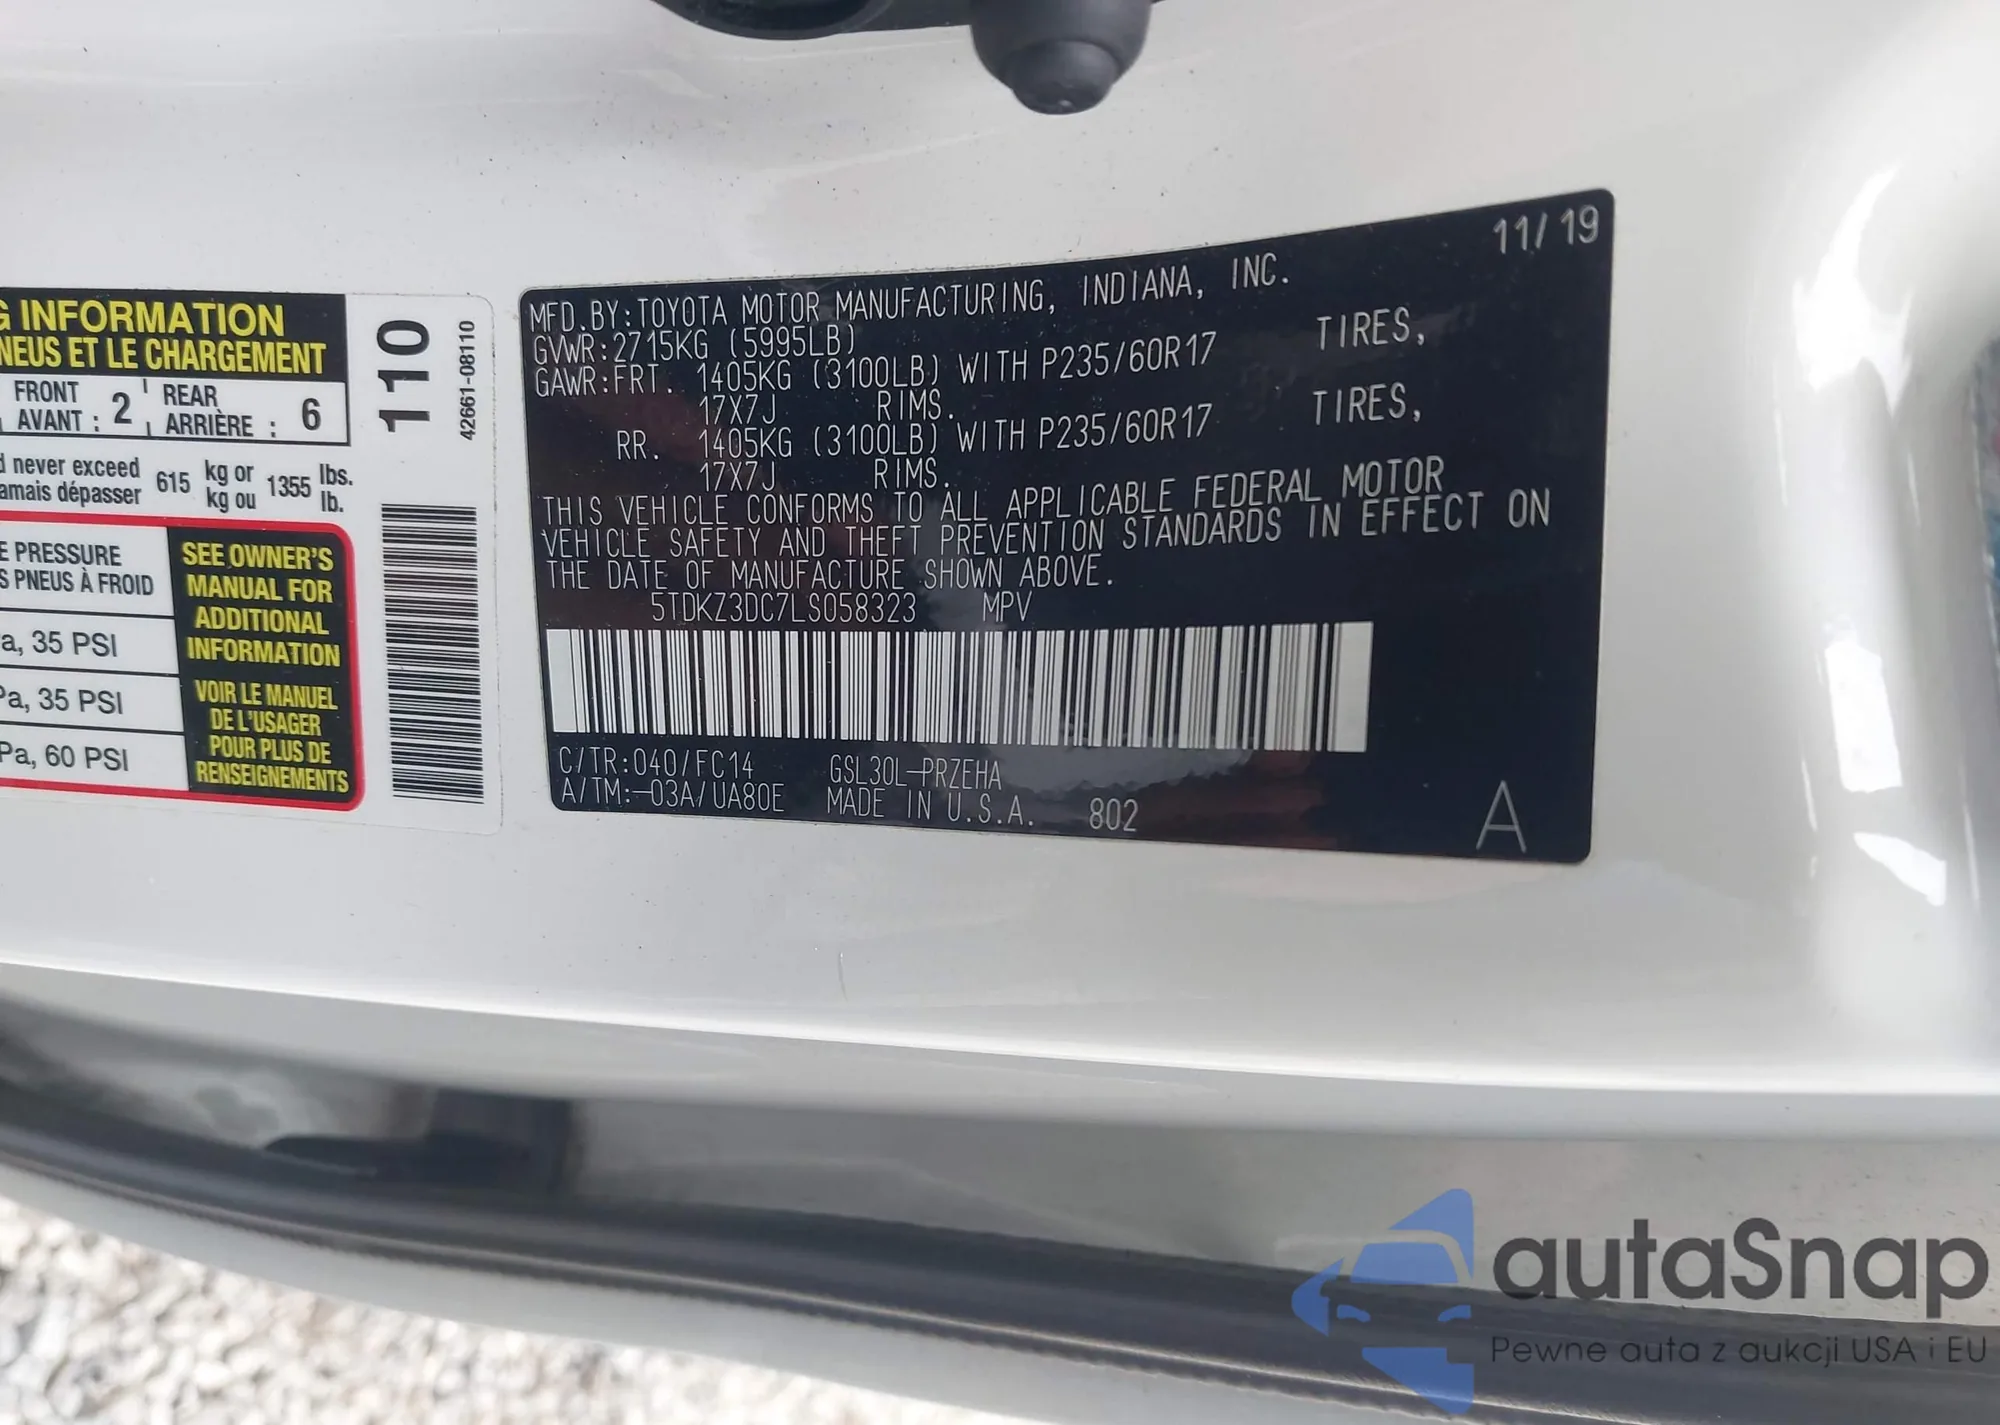 G INFORMATION
NEUS ET LE CHARGEMENT
FRONT REAR
AVANT : 2 ARRIÈRE : 6
d never exceed 615 kg or 1355 lbs.
amais dépasser kg ou lb.
E PRESSURE
S PNEUS À FROID
a, 35 PSI
Pa, 35 PSI
Pa, 60 PSI
SEE OWNER'S
MANUAL FOR
ADDITIONAL
INFORMATION
VOIR LE MANUEL
DE L'USAGER
POUR PLUS DE
RENSEIGNEMENTS
110
42661-08110
11/19
MFD.BY:TOYOTA MOTOR MANUFACTURING, INDIANA, INC.
GVWR:2715KG (5995LB)
GAWR:FRT. 1405KG (3100LB) WITH P235/60R17 TIRES,
17X7J RIMS.
RR. 1405KG (3100LB) WITH P235/60R17 TIRES,
17X7J RIMS.
THIS VEHICLE CONFORMS TO ALL APPLICABLE FEDERAL MOTOR
VEHICLE SAFETY AND THEFT PREVENTION STANDARDS IN EFFECT ON
THE DATE OF MANUFACTURE SHOWN ABOVE.
5TDKZ3DC7LS058323 MPV
C/TR:040/FC14 GSL30L-PRZEHA
A/TM:-03A/UA80E MADE IN U.S.A. 802
A
autaSnap
Pewne auta z aukcji USA i EU